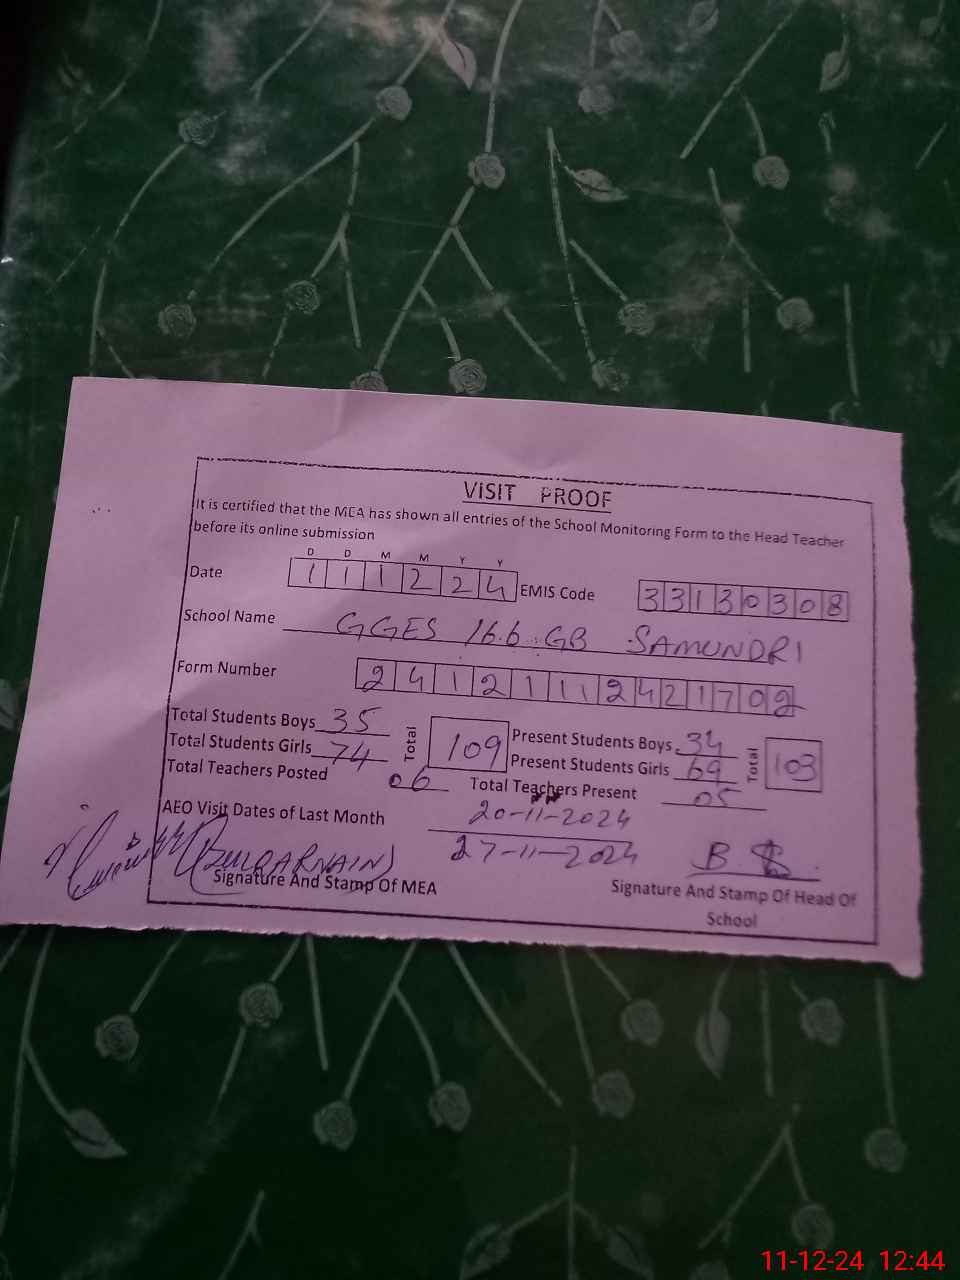 VISIT PROOF
It is certified that the MEA has shown all entries of the School Monitoring Form to the Head Teacher
before its online submission
D D M M Y Y
Date 1 1 1 2 2 4 EMIS Code 3 3 1 3 0 3 0 8
School Name GGES 166 GB SAMUNDRI
Form Number 2 4 1 2 1 1 1 2 4 2 1 7 0 2
Total Students Boys 35 Total 109 Present Students Boys 34 Total 103
Total Students Girls 74 Present Students Girls 69
Total Teachers Posted 06 Total Teachers Present 05
AEO Visit Dates of Last Month 20-11-2024
27-11-2024
(ZULQARNAIN)
Signature And Stamp Of MEA
Signature And Stamp Of Head Of
School
11-12-24 12:44